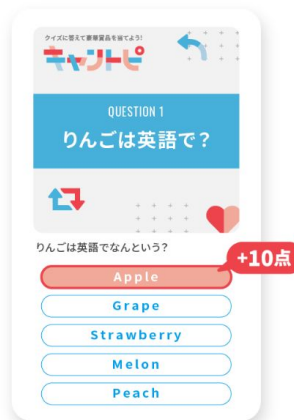 クイズに答えて豪華賞品を当てよう!
キャントピ
QUESTION 1
りんごは英語で?
りんごは英語でなんという?
Apple
+10点
Grape
Strawberry
Melon
Peach